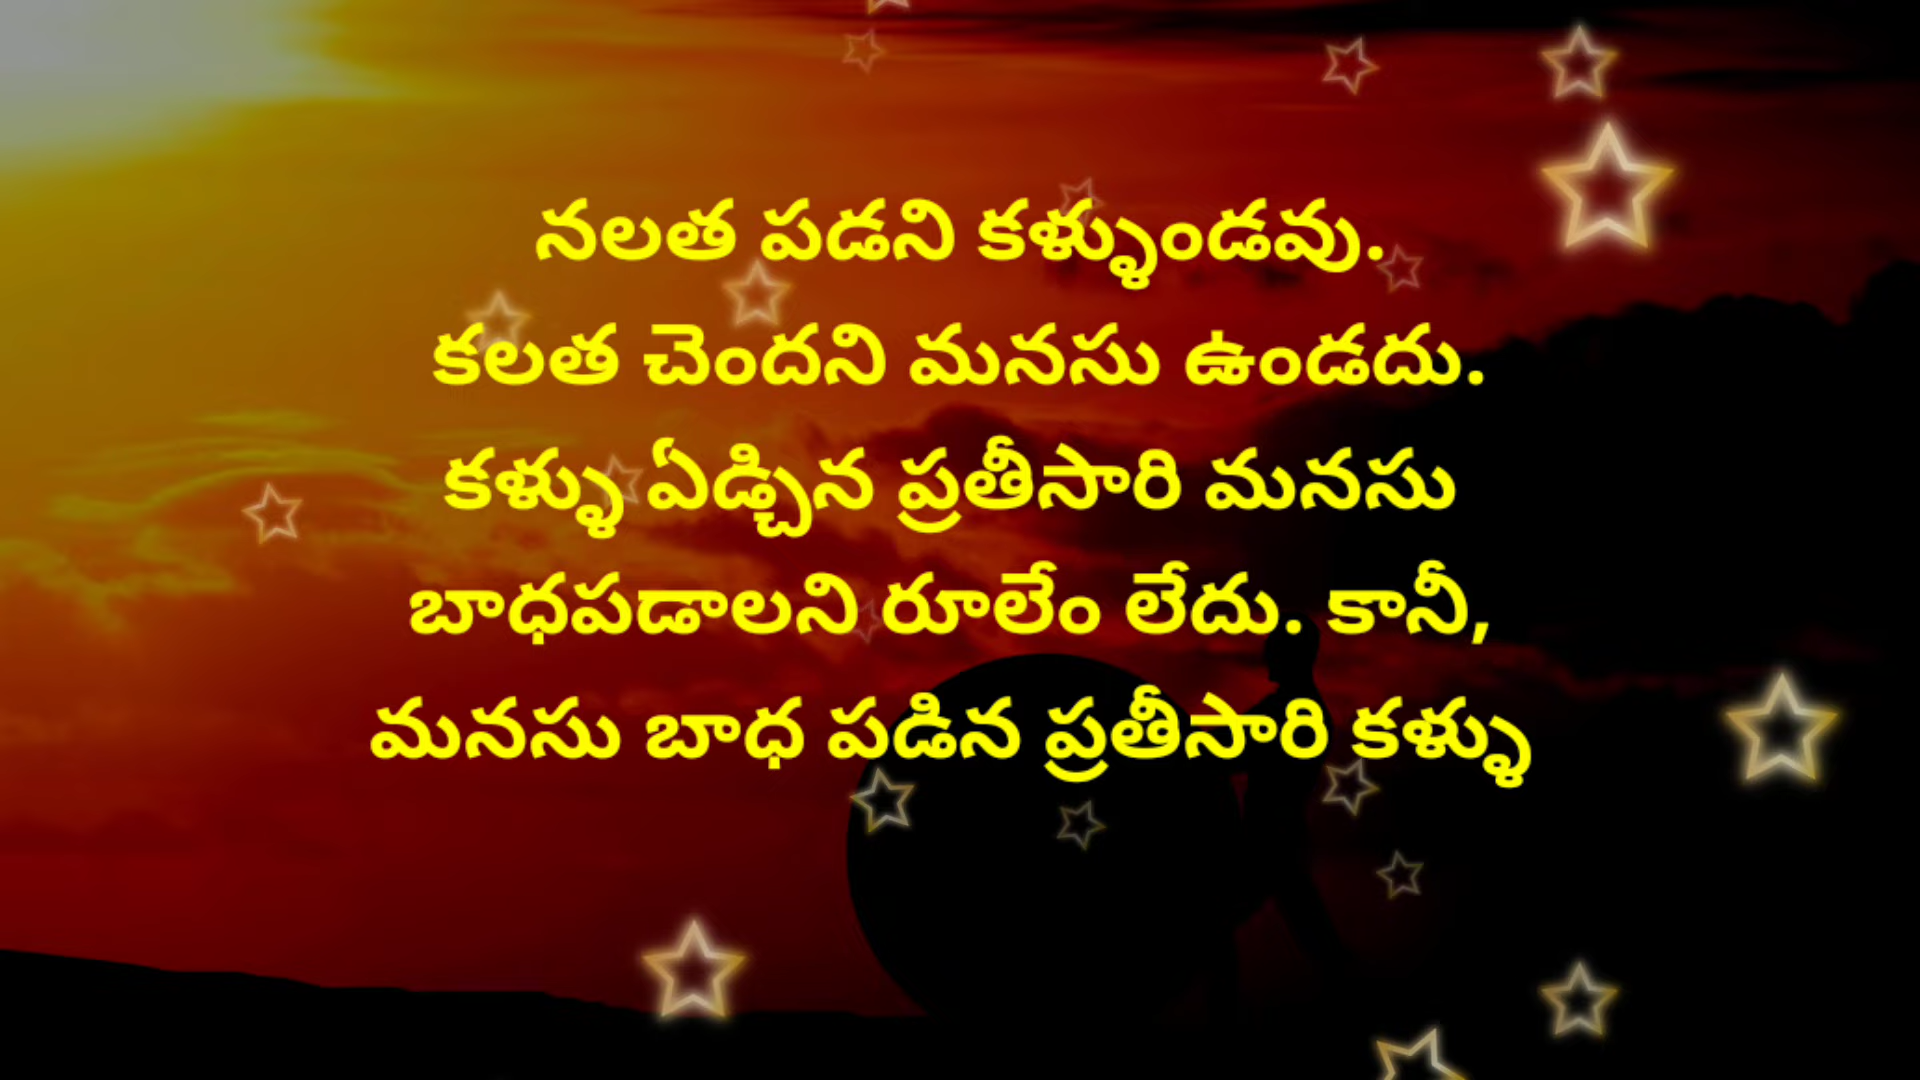 నలత పడని కళ్ళుండవు.
కలత చెందని మనసు ఉండదు.
కళ్ళు ఏడ్చిన ప్రతీసారి మనసు
బాధపడాలని రూలేం లేదు. కానీ,
మనసు బాధ పడిన ప్రతీసారి కళ్ళు